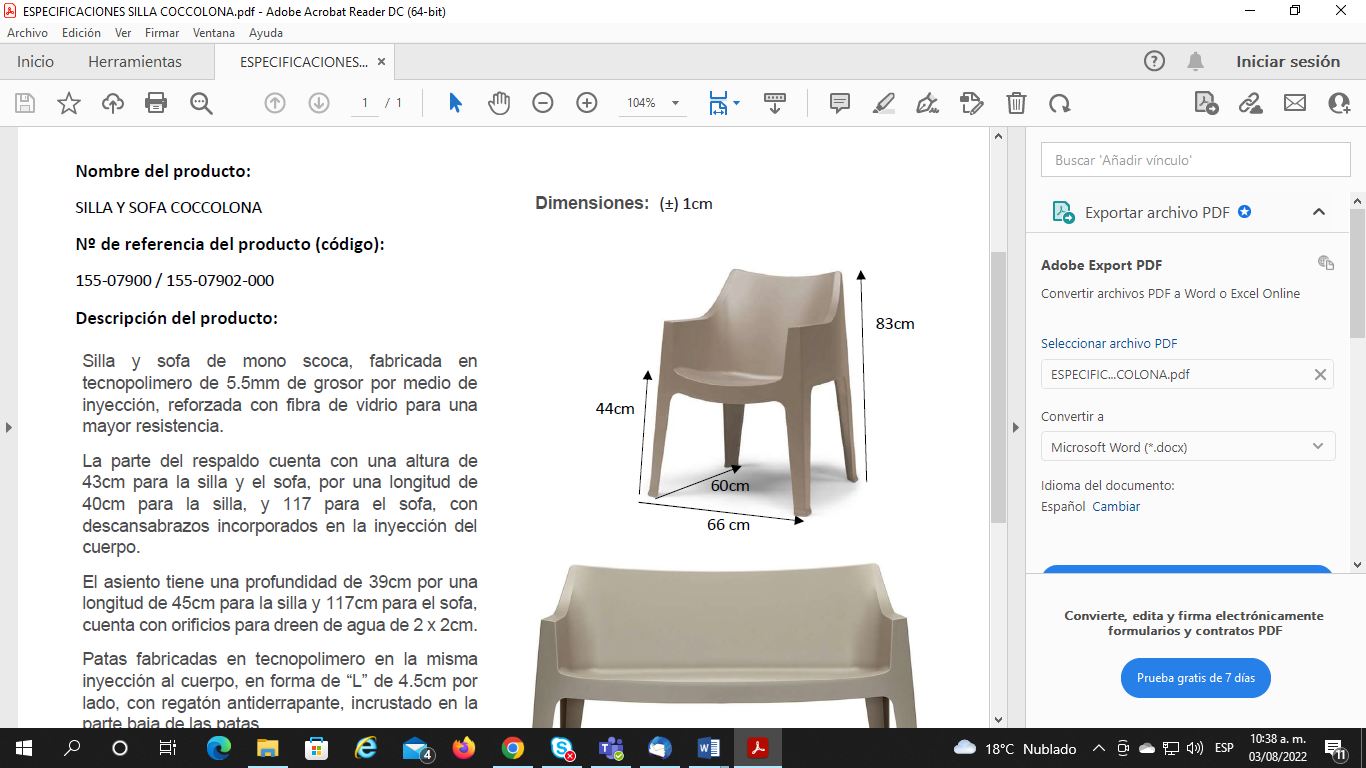 ESPECIFICACIONES SILLA COCCOLONA.pdf - Adobe Acrobat Reader DC (64-bit)
Archivo Edición Ver Firmar Ventana Ayuda
Inicio Herramientas ESPECIFICACIONES... × Iniciar sesión
1 / 1 104%
Nombre del producto:
SILLA Y SOFA COCCOLONA
Nº de referencia del producto (código):
155-07900 / 155-07902-000
Descripción del producto:
Silla y sofa de mono scoca, fabricada en
tecnopolimero de 5.5mm de grosor por medio de
inyección, reforzada con fibra de vidrio para una
mayor resistencia.
La parte del respaldo cuenta con una altura de
43cm para la silla y el sofa, por una longitud de
40cm para la silla, y 117 para el sofa, con
descansabrazos incorporados en la inyección del
cuerpo.
El asiento tiene una profundidad de 39cm por una
longitud de 45cm para la silla y 117cm para el sofa,
cuenta con orificios para dreen de agua de 2 x 2cm.
Patas fabricadas en tecnopolimero en la misma
inyección al cuerpo, en forma de “L” de 4.5cm por
lado, con regatón antiderrapante, incrustado en la
parte baja de las patas.
Dimensiones: (±) 1cm
83cm
44cm
60cm
66 cm
Buscar 'Añadir vínculo'
Exportar archivo PDF
Adobe Export PDF
Convertir archivos PDF a Word o Excel Online
Seleccionar archivo PDF
ESPECIFIC...COLONA.pdf
Convertir a
Microsoft Word (*.docx)
Idioma del documento:
Español Cambiar
Convierte, edita y firma electrónicamente
formularios y contratos PDF
Prueba gratis de 7 días
4 18°C Nublado ESP 10:38 a. m.
03/08/2022 11